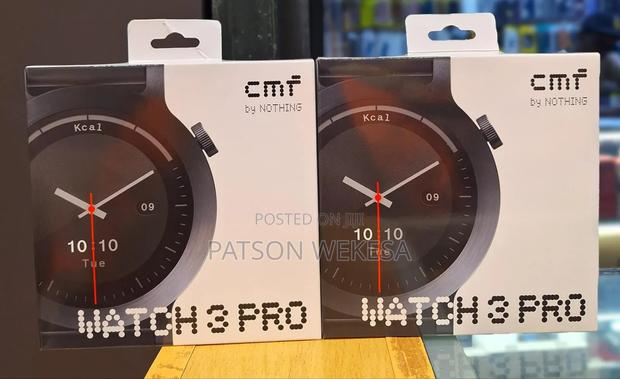 cmf
by NOTHING
Kcal
09
10:10
Tue
WATCH 3 PRO
cmf
by NOTHING
Kcal
09
10:10
Tue
WATCH 3 PRO
POSTED ON JIJI
PATSON WEKESA